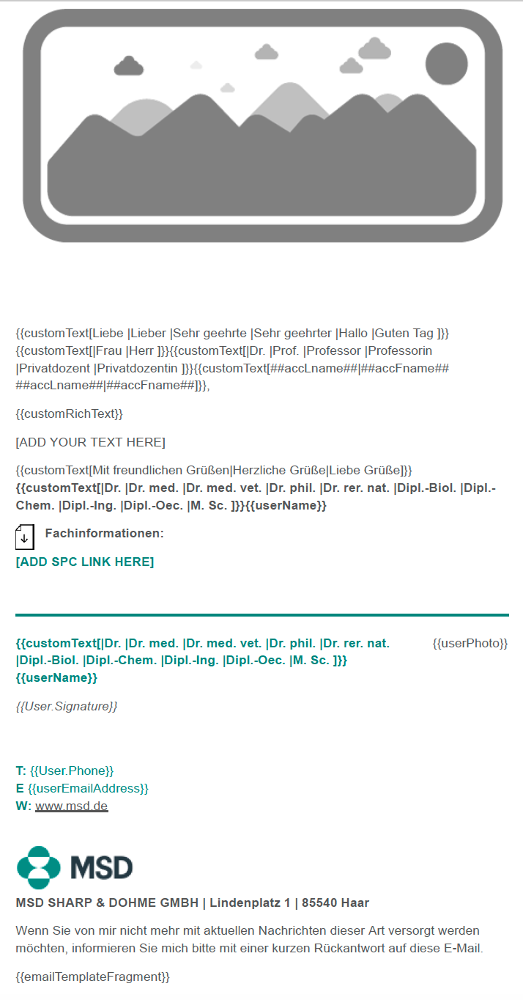 {{customText[Liebe |Lieber |Sehr geehrte |Sehr geehrter |Hallo |Guten Tag ]}}
{{customText[|Frau |Herr ]}}{{customText[|Dr. |Prof. |Professor |Professorin
|Privatdozent |Privatdozentin ]}}{{customText[##accLname##|##accFname##
##accLname##|##accFname##]}},
{{customRichText}}
[ADD YOUR TEXT HERE]
{{customText[Mit freundlichen Grüßen|Herzliche Grüße|Liebe Grüße]}}
{{customText[|Dr. |Dr. med. |Dr. med. vet. |Dr. phil. |Dr. rer. nat. |Dipl.-Biol. |Dipl.-
Chem. |Dipl.-Ing. |Dipl.-Oec. |M. Sc. ]}}{{userName}}
Fachinformationen:
[ADD SPC LINK HERE]
{{customText[|Dr. |Dr. med. |Dr. med. vet. |Dr. phil. |Dr. rer. nat.
|Dipl.-Biol. |Dipl.-Chem. |Dipl.-Ing. |Dipl.-Oec. |M. Sc. ]}}
{{userName}}
{{userPhoto}}
{{User.Signature}}
T: {{User.Phone}}
E {{userEmailAddress}}
W: www.msd.de
MSD
MSD SHARP & DOHME GMBH | Lindenplatz 1 | 85540 Haar
Wenn Sie von mir nicht mehr mit aktuellen Nachrichten dieser Art versorgt werden
möchten, informieren Sie mich bitte mit einer kurzen Rückantwort auf diese E-Mail.
{{emailTemplateFragment}}